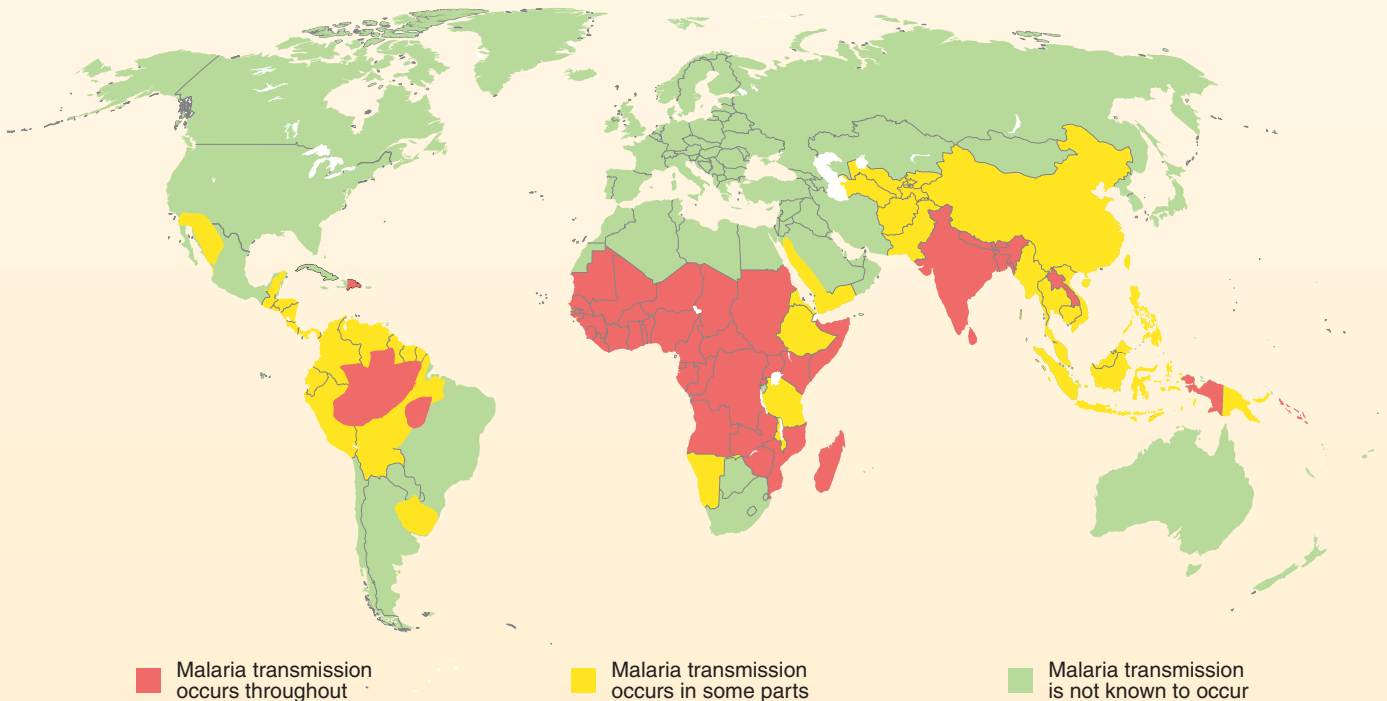 Malaria transmission
occurs throughout
Malaria transmission
occurs in some parts
Malaria transmission
is not known to occur